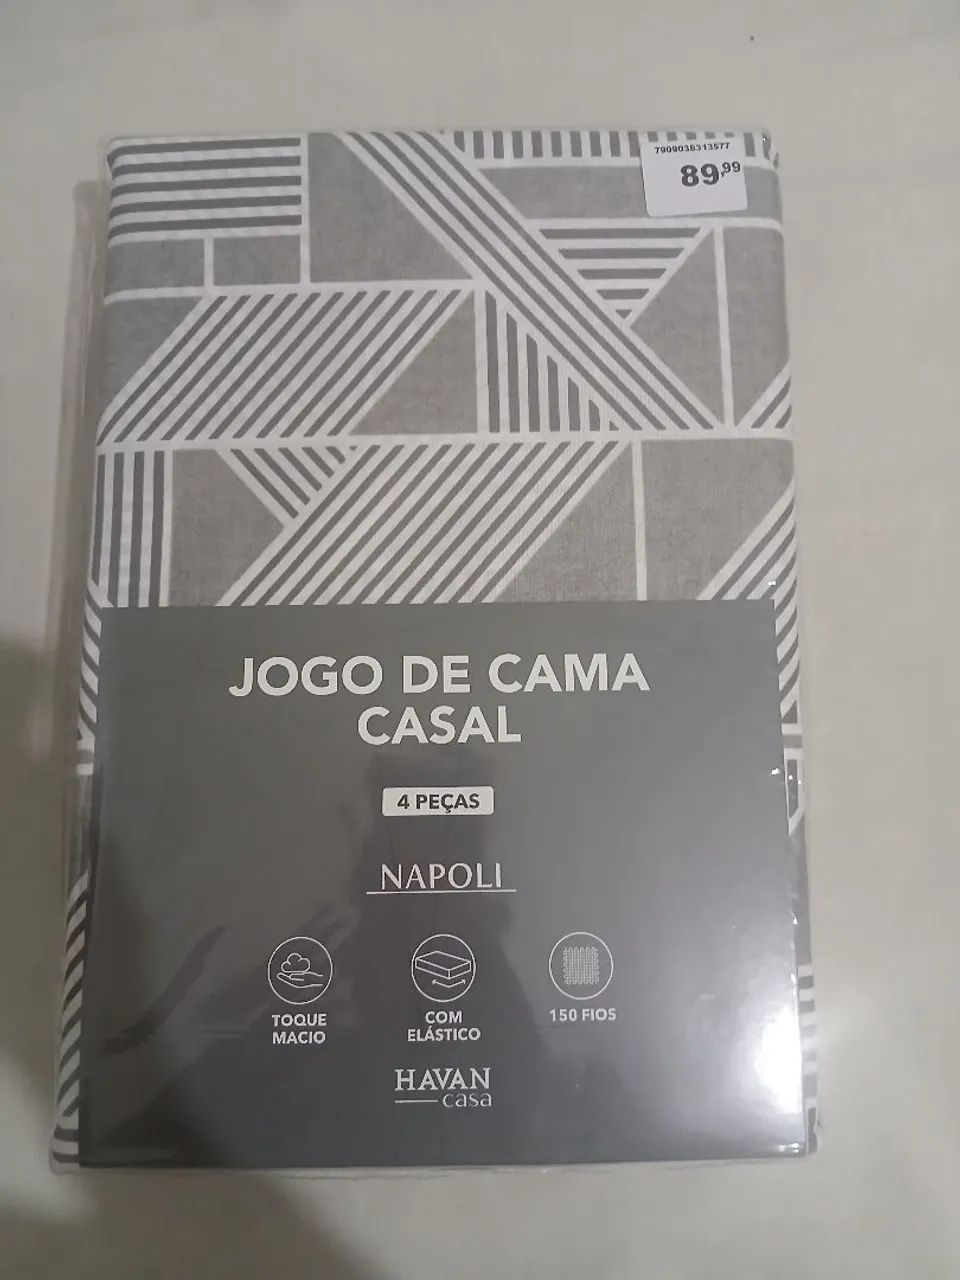 7909038313577
89,99
JOGO DE CAMA
CASAL
4 PEÇAS
NAPOLI
TOQUE
MACIO
COM
ELÁSTICO
150 FIOS
HAVAN
casa